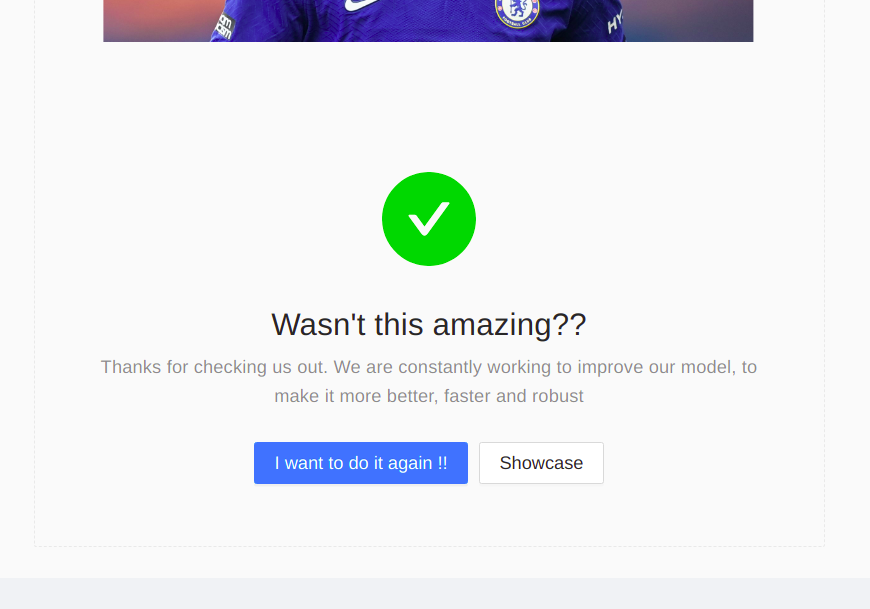 Wasn't this amazing??
Thanks for checking us out. We are constantly working to improve our model, to
make it more better, faster and robust
I want to do it again !!
Showcase